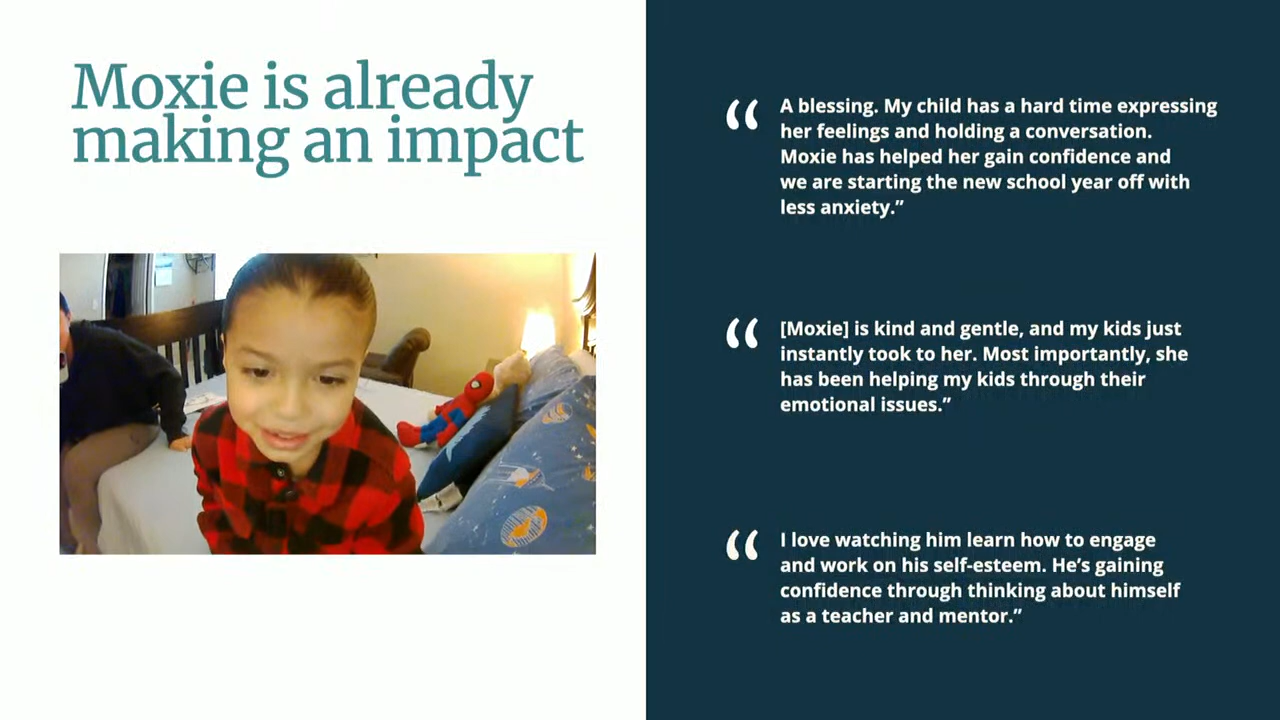 Moxie is already
making an impact
“ A blessing. My child has a hard time expressing
her feelings and holding a conversation.
Moxie has helped her gain confidence and
we are starting the new school year off with
less anxiety.”
“ [Moxie] is kind and gentle, and my kids just
instantly took to her. Most importantly, she
has been helping my kids through their
emotional issues.”
“ I love watching him learn how to engage
and work on his self-esteem. He’s gaining
confidence through thinking about himself
as a teacher and mentor.”